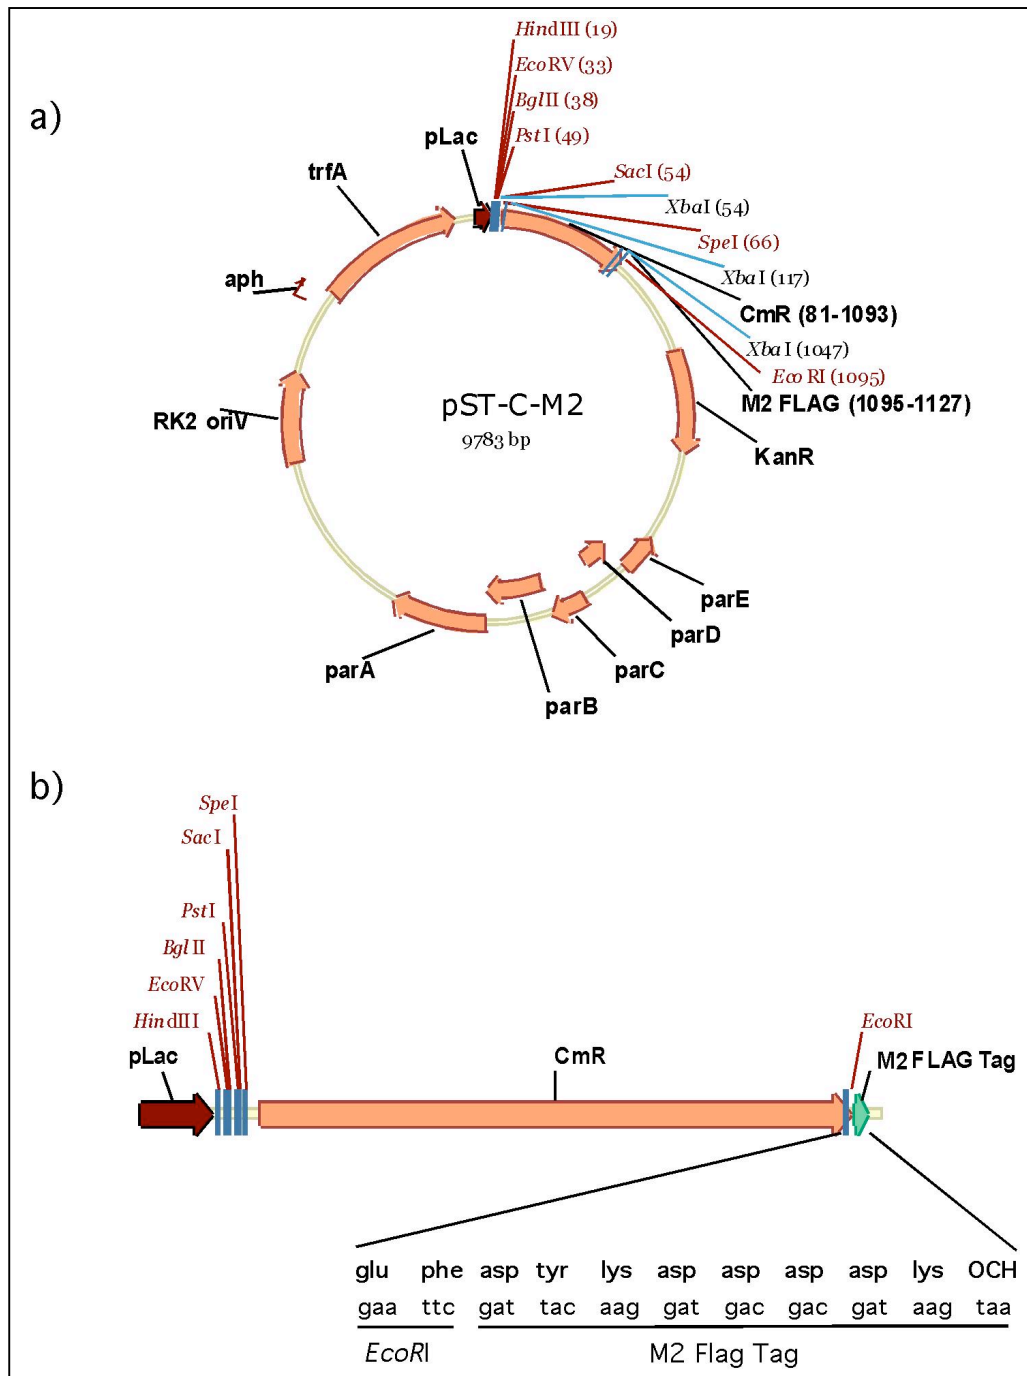 a)
HindIII (19)
EcoRV (33)
BglII (38)
PstI (49)
pLac
SacI (54)
trfA
XbaI (54)
SpeI (66)
aph
XbaI (117)
CmR (81-1093)
XbaI (1047)
EcoRI (1095)
pST-C-M2
M2 FLAG (1095-1127)
RK2 oriV
9783 bp
KanR
parE
parD
parA
parC
parB
b)
SpeI
SacI
PstI
BglII
EcoRV
HindIII
EcoRI
pLac
CmR
M2 FLAG Tag
glu phe asp tyr lys asp asp asp asp lys OCH
gaa ttc gat tac aag gat gac gac gat aag taa
EcoRI M2 Flag Tag